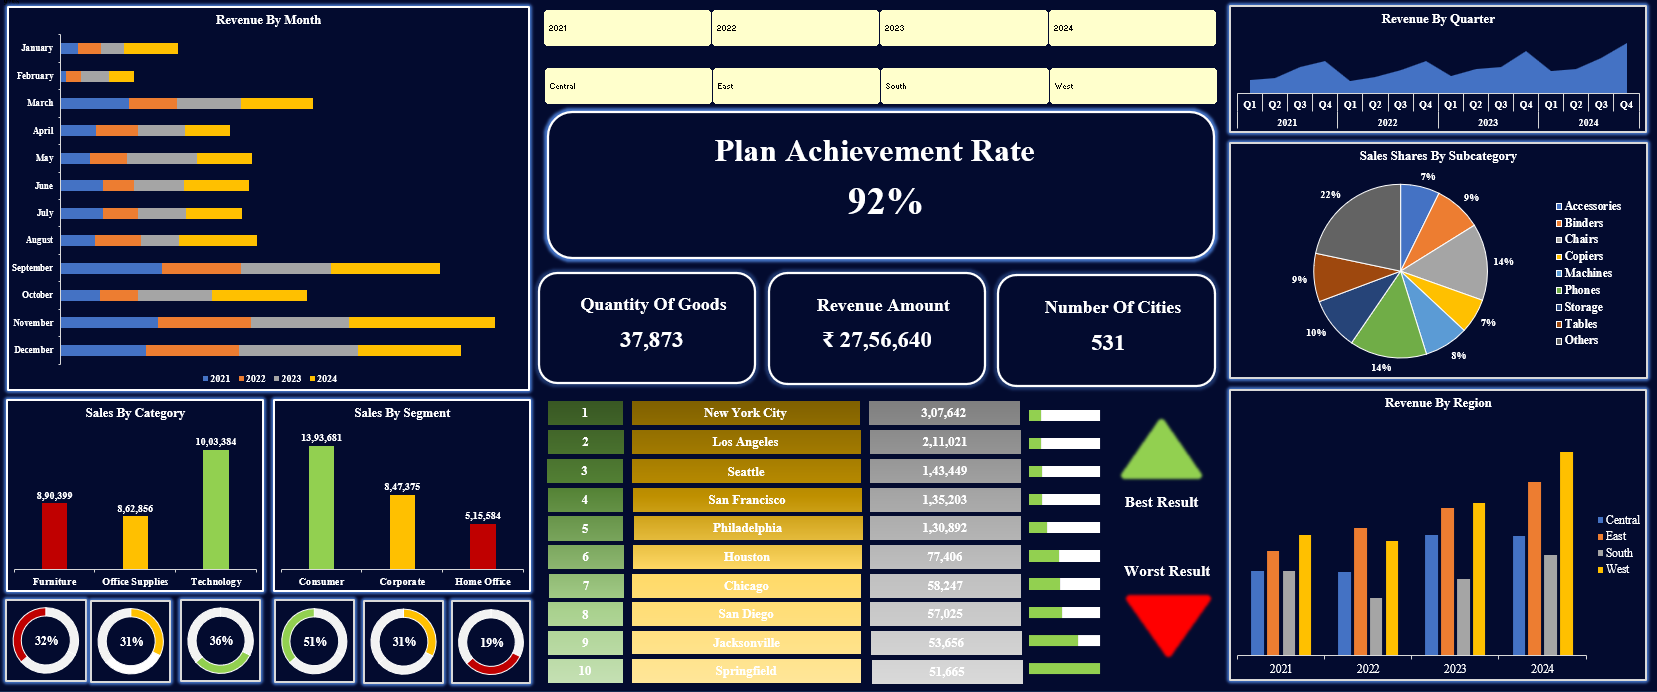 Revenue By Month
January
February
March
April
May
June
July
August
September
October
November
December
2021 2022 2023 2024
2021 2022 2023 2024
Central East South West
Plan Achievement Rate
92%
Quantity Of Goods
37,873
Revenue Amount
₹ 27,56,640
Number Of Cities
531
Revenue By Quarter
Q1 Q2 Q3 Q4 Q1 Q2 Q3 Q4 Q1 Q2 Q3 Q4 Q1 Q2 Q3 Q4
2021 2022 2023 2024
Sales Shares By Subcategory
7%
9%
14%
7%
8%
14%
10%
9%
22%
Accessories
Binders
Chairs
Copiers
Machines
Phones
Storage
Tables
Others
Sales By Category
8,90,399
8,62,856
10,03,384
Furniture Office Supplies Technology
Sales By Segment
13,93,681
8,47,375
5,15,584
Consumer Corporate Home Office
32%
31%
36%
51%
31%
19%
1 New York City 3,07,642
2 Los Angeles 2,11,021
3 Seattle 1,43,449
4 San Francisco 1,35,203
5 Philadelphia 1,30,892
6 Houston 77,406
7 Chicago 58,247
8 San Diego 57,025
9 Jacksonville 53,656
10 Springfield 51,665
Best Result
Worst Result
Revenue By Region
2021 2022 2023 2024
Central
East
South
West